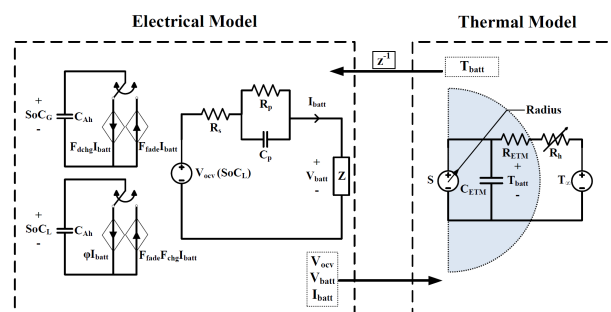 Electrical Model
Thermal Model
z⁻¹
T_batt
+
SoC_G
-
C_Ah
F_dchg I_batt
F_fade I_batt
R_s
R_p
C_p
I_batt
V_ocv (SoC_L)
+
V_batt
-
Z
+
SoC_L
-
C_Ah
φI_batt
F_fade F_chg I_batt
V_ocv
V_batt
I_batt
Radius
S
C_ETM
R_ETM
+
T_batt
-
R_h
T_∞